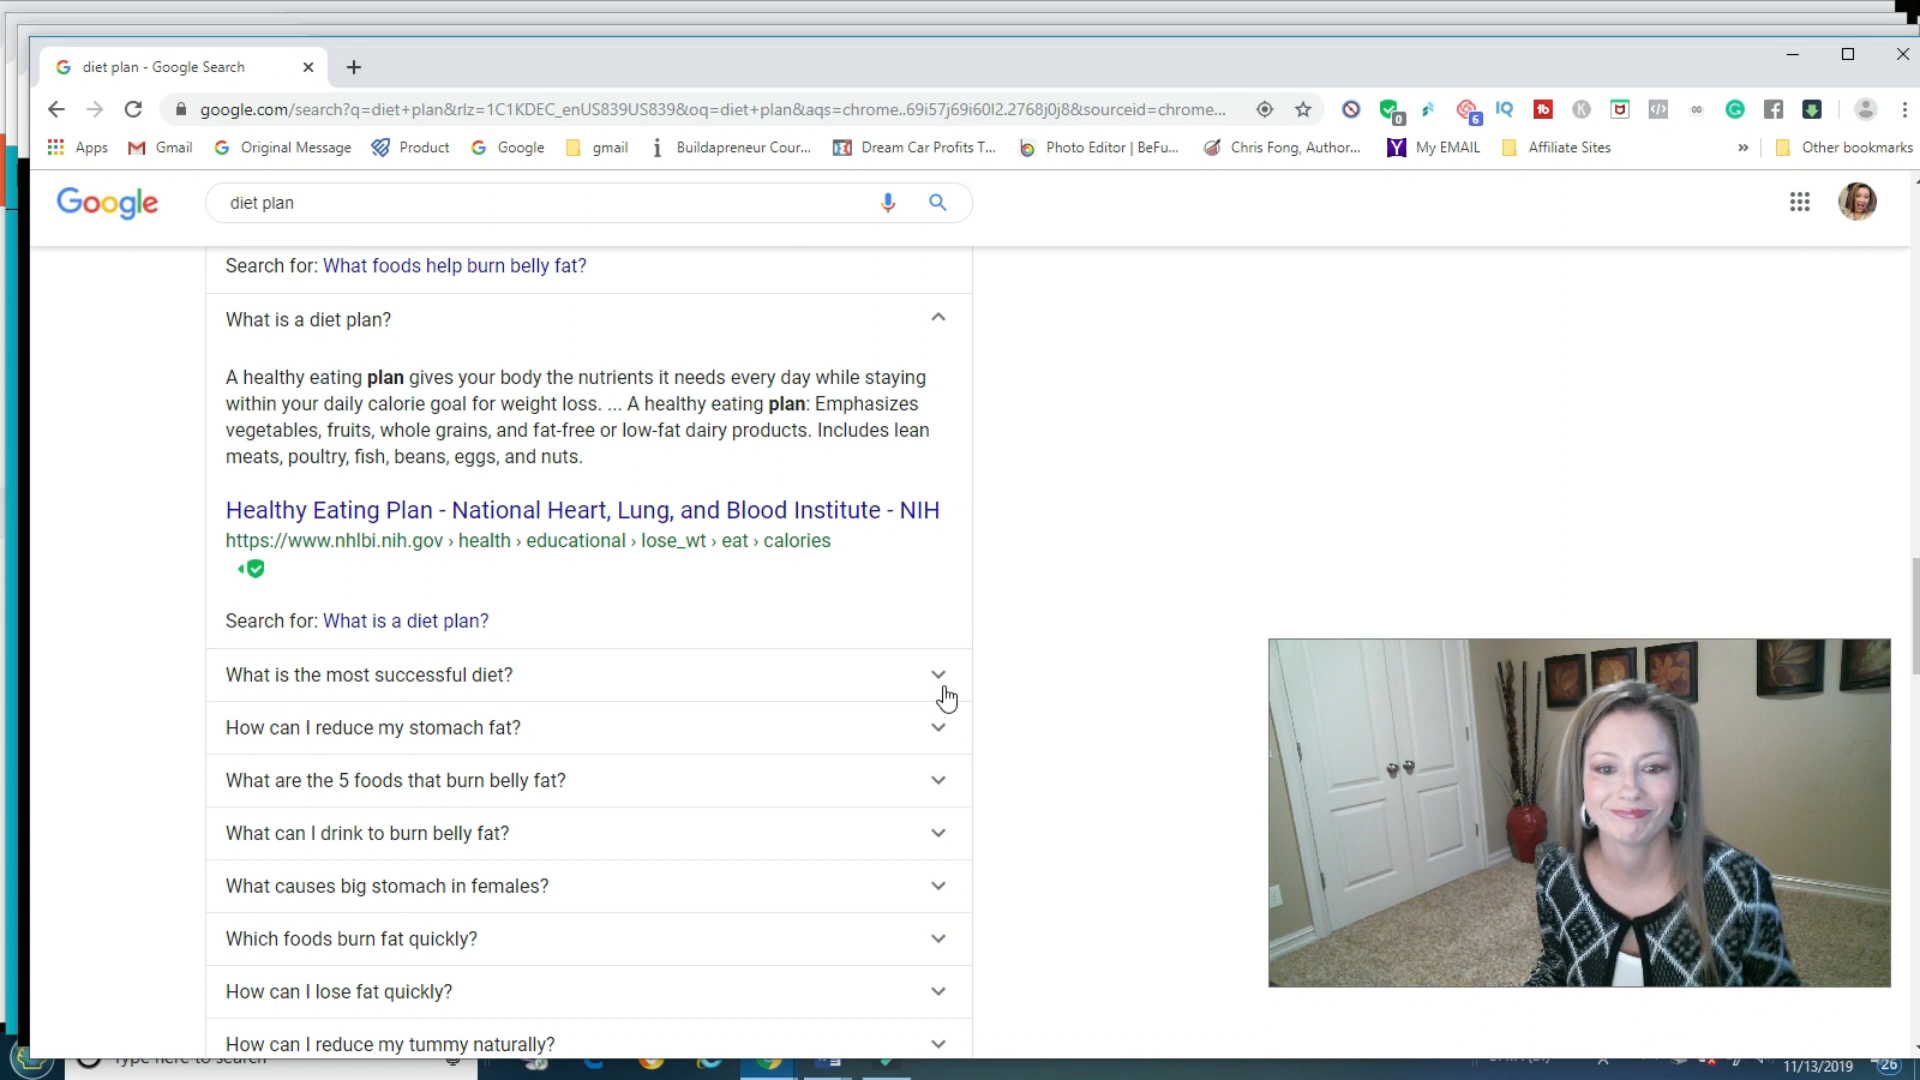 diet plan - Google Search
google.com/search?q=diet+plan&rlz=1C1KDEC_enUS839US839&oq=diet+plan&aqs=chrome..69i57j69i60l2.2768j0j8&sourceid=chrome...
0
6
IQ
tb
K
Apps Gmail Original Message Product Google gmail Buildapreneur Cour... Dream Car Profits T... Photo Editor | BeFu... Chris Fong, Author... My EMAIL Affiliate Sites » Other bookmarks
Google diet plan
Search for: What foods help burn belly fat?
What is a diet plan?
A healthy eating plan gives your body the nutrients it needs every day while staying
within your daily calorie goal for weight loss. ... A healthy eating plan: Emphasizes
vegetables, fruits, whole grains, and fat-free or low-fat dairy products. Includes lean
meats, poultry, fish, beans, eggs, and nuts.
Healthy Eating Plan - National Heart, Lung, and Blood Institute - NIH
https://www.nhlbi.nih.gov › health › educational › lose_wt › eat › calories
Search for: What is a diet plan?
What is the most successful diet?
How can I reduce my stomach fat?
What are the 5 foods that burn belly fat?
What can I drink to burn belly fat?
What causes big stomach in females?
Which foods burn fat quickly?
How can I lose fat quickly?
How can I reduce my tummy naturally?
Type here to search
11/13/2019
26